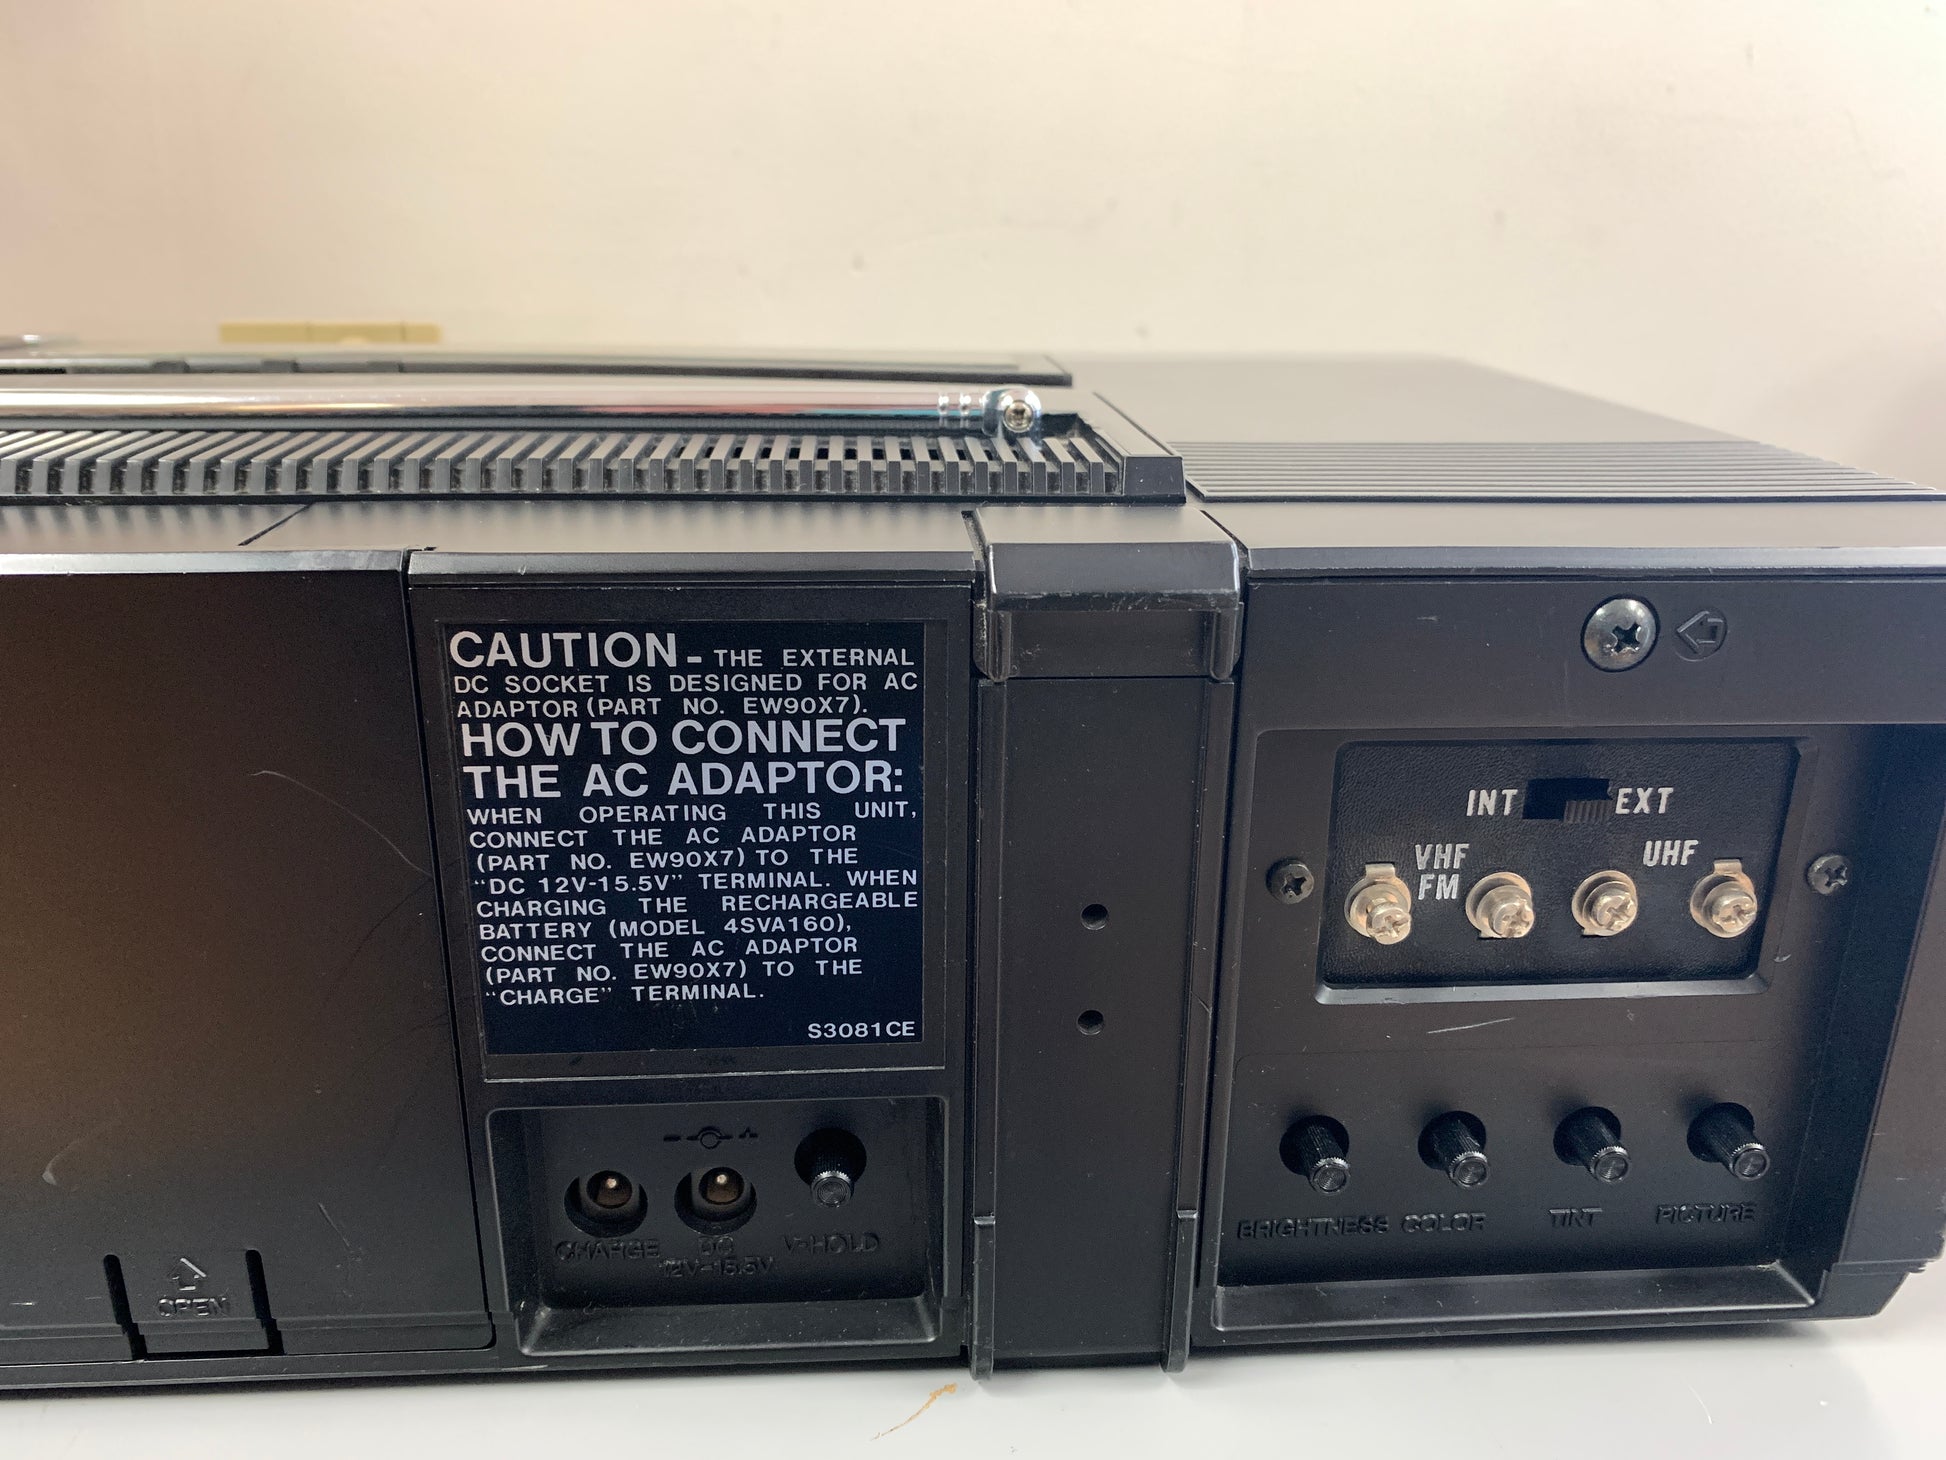 CAUTION - THE EXTERNAL
DC SOCKET IS DESIGNED FOR AC
ADAPTOR (PART NO. EW90X7).
HOW TO CONNECT
THE AC ADAPTOR:
WHEN OPERATING THIS UNIT,
CONNECT THE AC ADAPTOR
(PART NO. EW90X7) TO THE
"DC 12V-15.5V" TERMINAL. WHEN
CHARGING THE RECHARGEABLE
BATTERY (MODEL 4SVA160),
CONNECT THE AC ADAPTOR
(PART NO. EW90X7) TO THE
"CHARGE" TERMINAL.
S3081CE
OPEN
CHARGE
DC
12V-15.5V
V-HOLD
INT EXT
VHF
FM
UHF
BRIGHTNESS COLOR TINT PICTURE